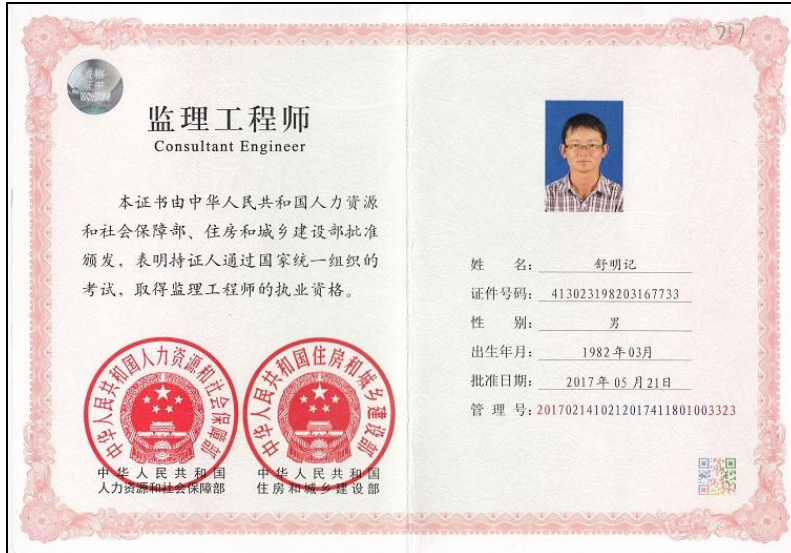 监理工程师
Consultant Engineer
本证书由中华人民共和国人力资源
和社会保障部、住房和城乡建设部批准
颁发，表明持证人通过国家统一组织的
考试，取得监理工程师的执业资格。
中华人民共和国人力资源和社会保障部
中华人民共和国住房和城乡建设部
中华人民共和国
人力资源和社会保障部
中华人民共和国
住房和城乡建设部
姓 名： 舒明记
证件号码： 413023198203167733
性 别： 男
出生年月： 1982年03月
批准日期： 2017年05月21日
管 理 号： 2017021410212017411801003323